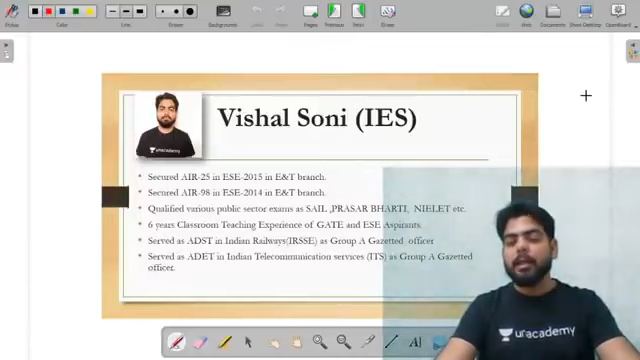 Pickup
Color
Line
Eraser
Background
Undo
Redo
Pages
Previous
Next
Erase
Web
Documents
Show Desktop
OpenBoard
Vishal Soni (IES)
unacademy
• Secured AIR-25 in ESE-2015 in E&T branch.
• Secured AIR-98 in ESE-2014 in E&T branch.
• Qualified various public sector exams as SAIL ,PRASAR BHARTI, NIELET etc.
• 6 years Classroom Teaching Experience of GATE and ESE Aspirants.
• Served as ADST in Indian Railways(IRSSE) as Group A Gazetted officer
• Served as ADET in Indian Telecommunication services (ITS) as Group A Gazetted
officer.
unacademy